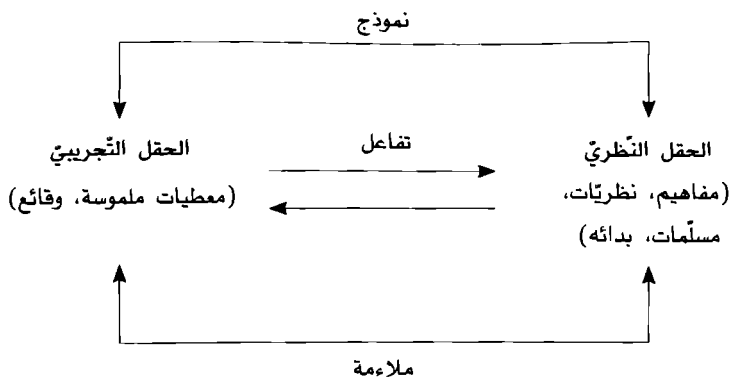 نموذج
الحقل النّظريّ
(مفاهيم، نظريّات،
مسلّمات، بدائه)
تفاعل
الحقل التّجريبيّ
(معطيات ملموسة، وقائع)
ملاءمة